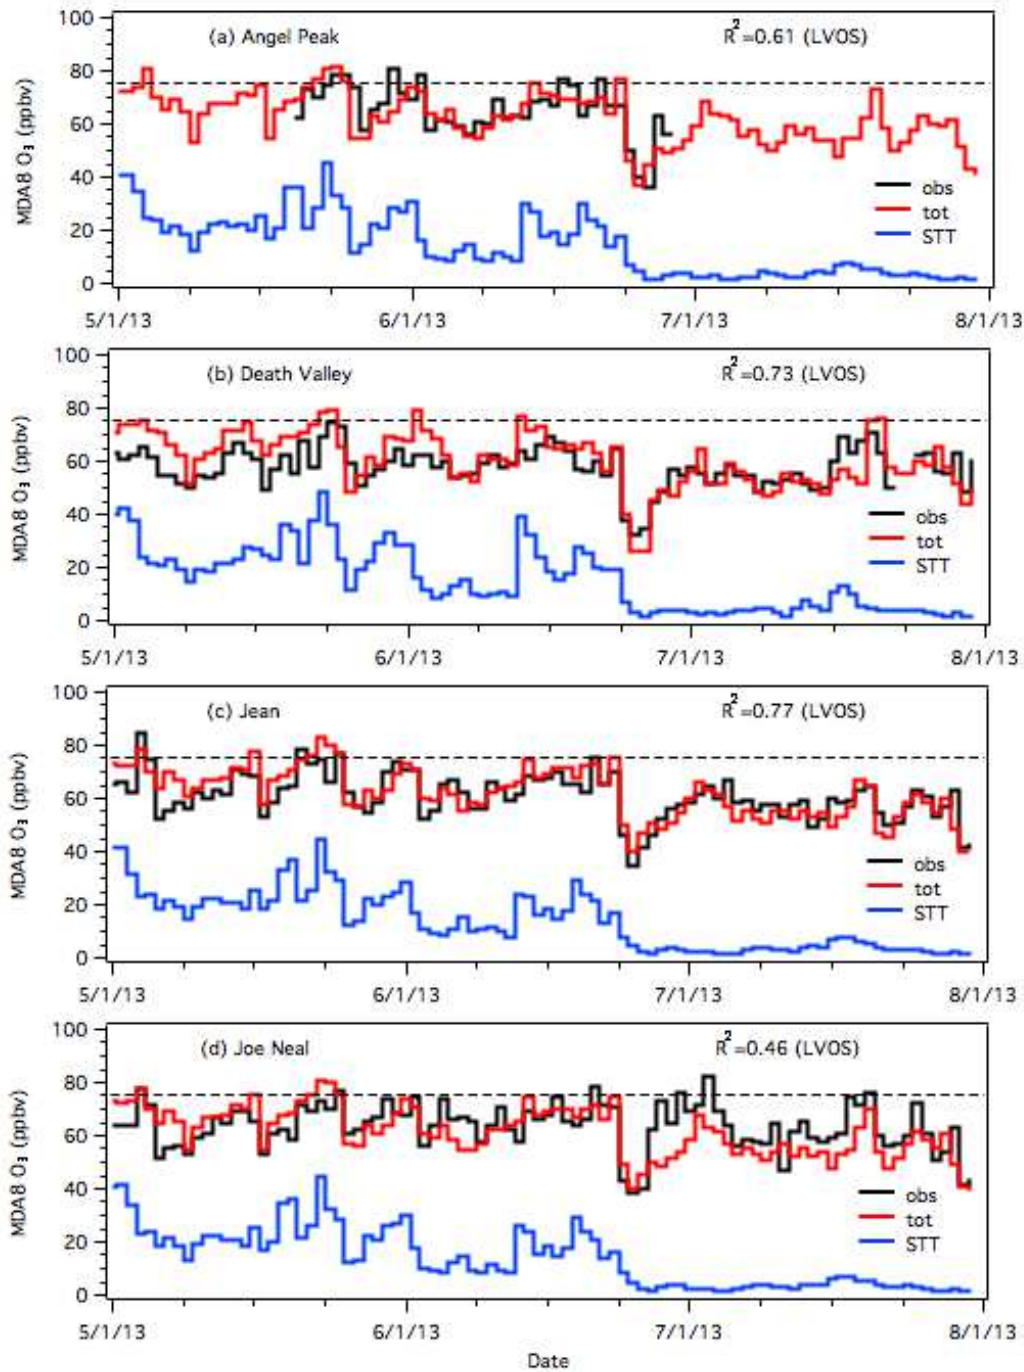 100
80
60
40
20
0
MDA8 O₃ (ppbv)
(a) Angel Peak
R²=0.61 (LVOS)
obs
tot
STT
5/1/13 6/1/13 7/1/13 8/1/13
100
80
60
40
20
0
MDA8 O₃ (ppbv)
(b) Death Valley
R²=0.73 (LVOS)
obs
tot
STT
5/1/13 6/1/13 7/1/13 8/1/13
100
80
60
40
20
0
MDA8 O₃ (ppbv)
(c) Jean
R²=0.77 (LVOS)
obs
tot
STT
5/1/13 6/1/13 7/1/13 8/1/13
100
80
60
40
20
0
MDA8 O₃ (ppbv)
(d) Joe Neal
R²=0.46 (LVOS)
obs
tot
STT
5/1/13 6/1/13 7/1/13 8/1/13
Date